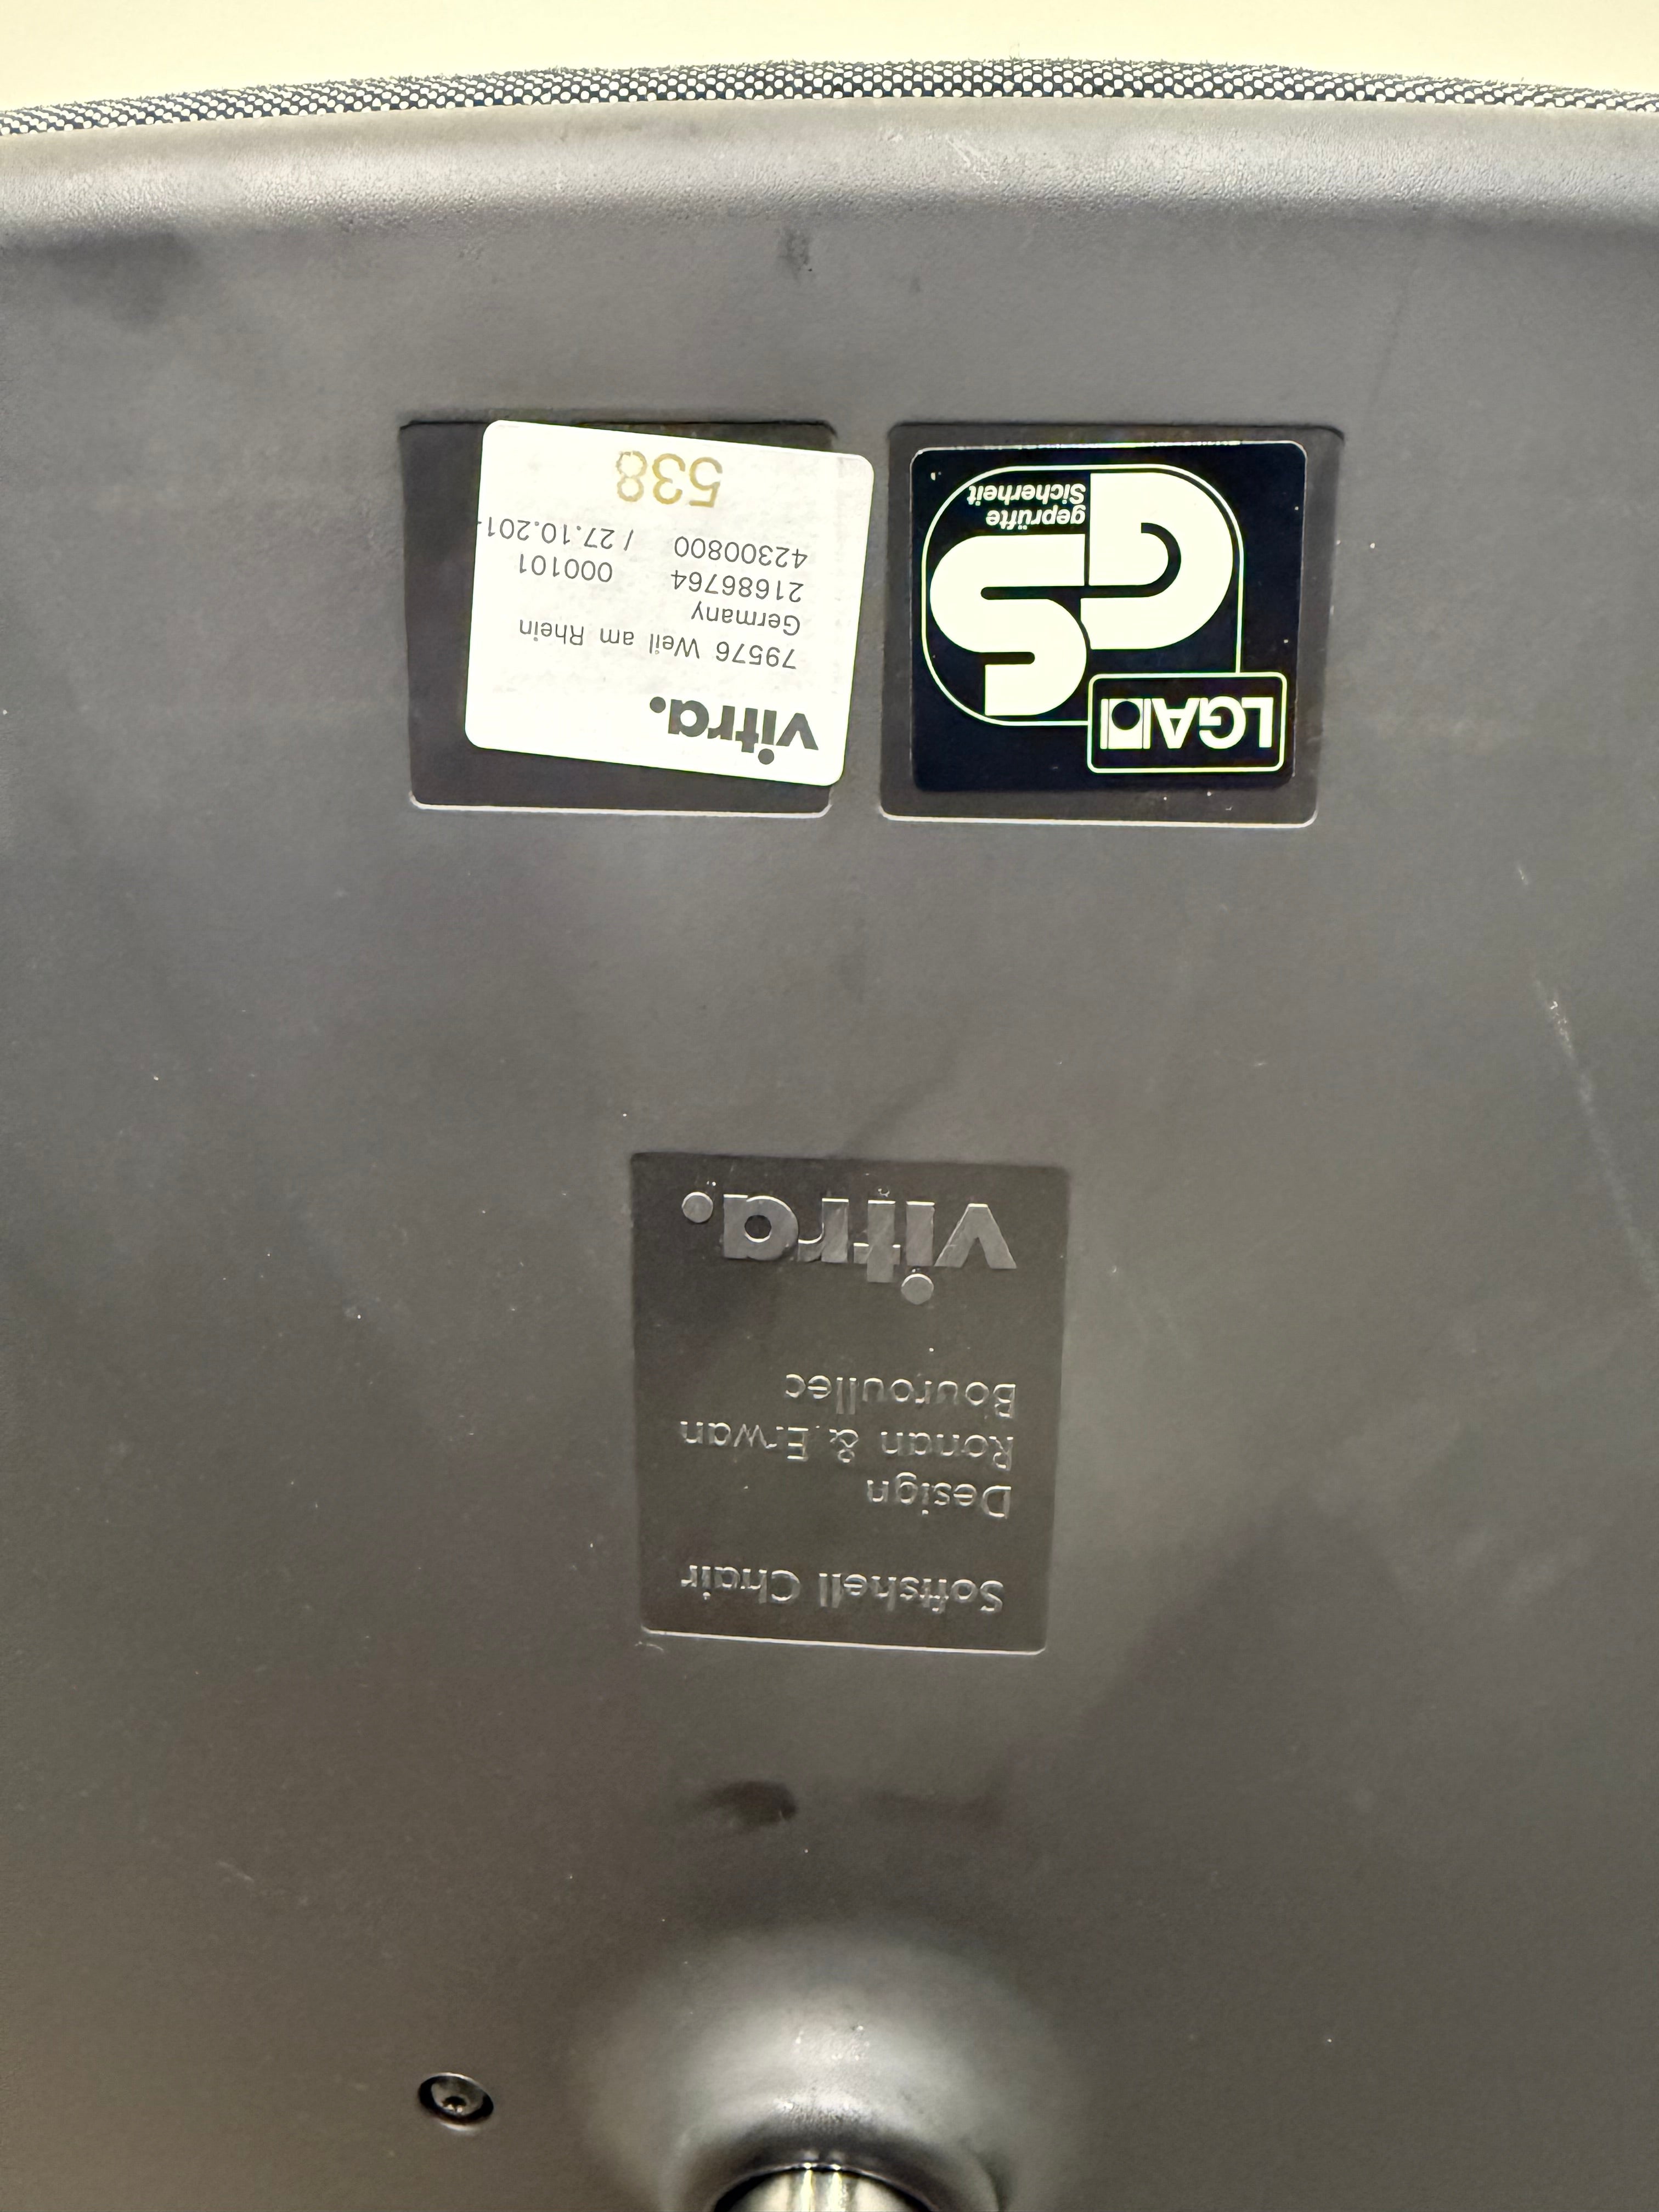 Softshell Chair
Design
Ronan & Erwan
Bouroullec
vitra.
LGA
GS
geprüfte
Sicherheit
vitra.
79576 Weil am Rhein
Germany
21686764 000101
42300800 / 27.10.201
538